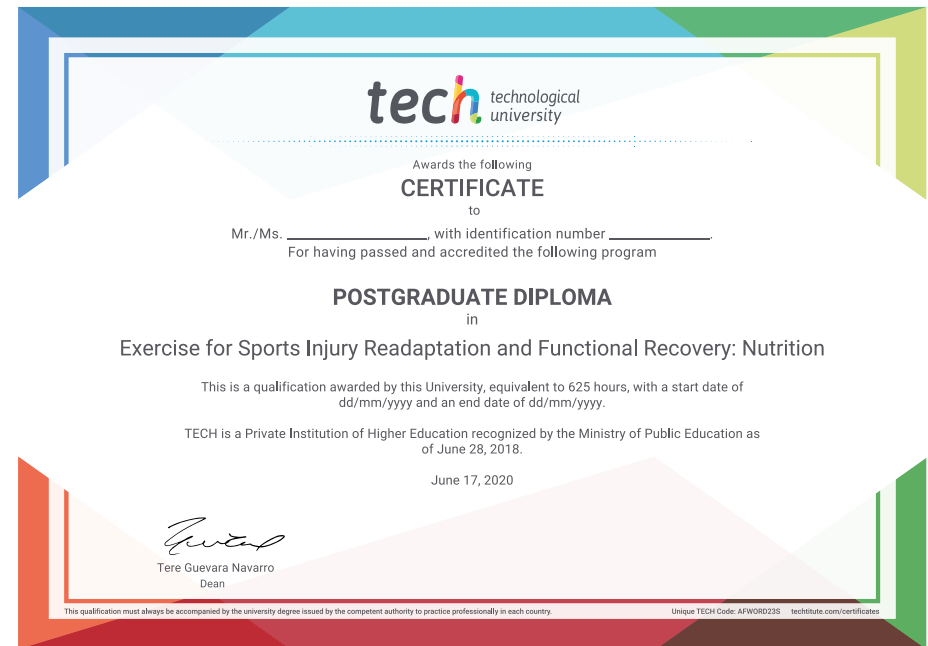 tech technological
university
Awards the following
CERTIFICATE
to
Mr./Ms. ____________________, with identification number ______________.
For having passed and accredited the following program
POSTGRADUATE DIPLOMA
in
Exercise for Sports Injury Readaptation and Functional Recovery: Nutrition
This is a qualification awarded by this University, equivalent to 625 hours, with a start date of
dd/mm/yyyy and an end date of dd/mm/yyyy.
TECH is a Private Institution of Higher Education recognized by the Ministry of Public Education as
of June 28, 2018.
June 17, 2020
Tere Guevara Navarro
Dean
This qualification must always be accompanied by the university degree issued by the competent authority to practice professionally in each country.
Unique TECH Code: AFWORD23S techtitute.com/certificates